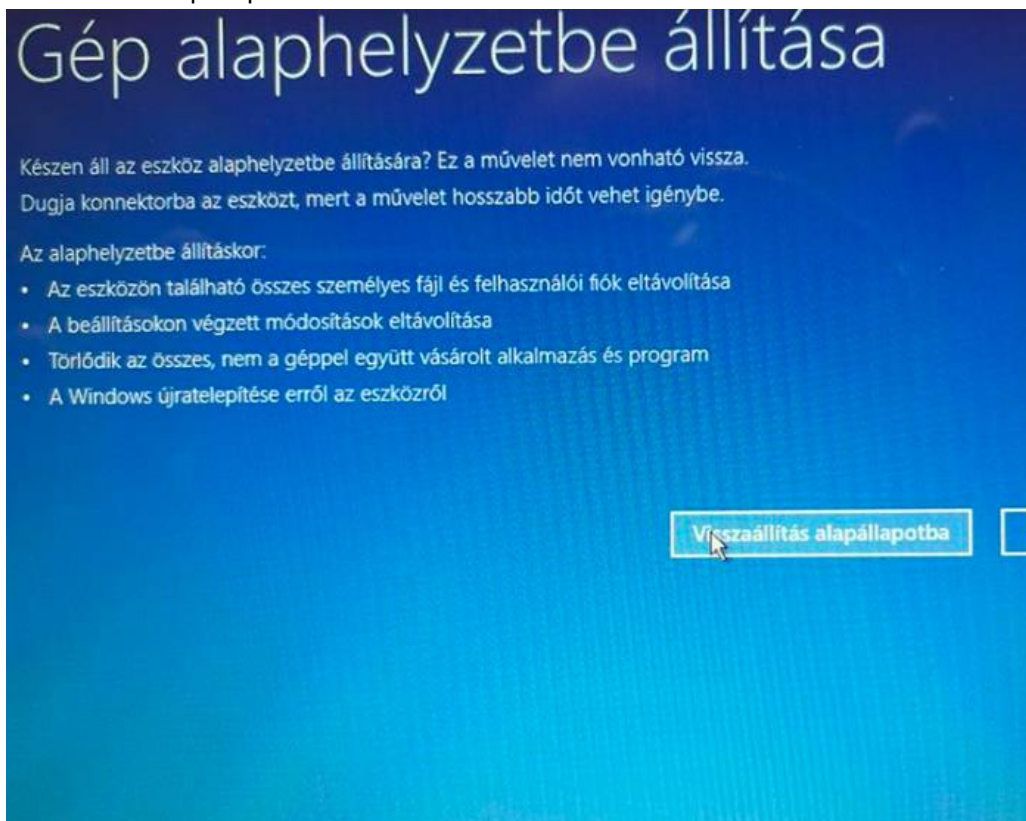 Gép alaphelyzetbe állítása
Készen áll az eszköz alaphelyzetbe állítására? Ez a művelet nem vonható vissza.
Dugja konnektorba az eszközt, mert a művelet hosszabb időt vehet igénybe.
Az alaphelyzetbe állításkor:
• Az eszközön található összes személyes fájl és felhasználói fiók eltávolítása
• A beállításokon végzett módosítások eltávolítása
• Törlődik az összes, nem a géppel együtt vásárolt alkalmazás és program
• A Windows újratelepítése erről az eszközről
Visszaállítás alapállapotba